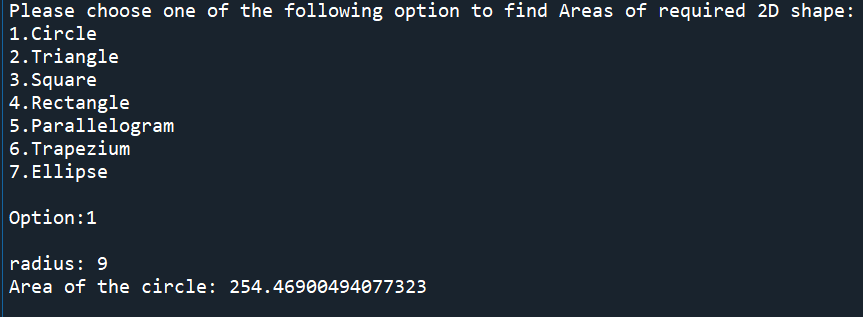 Please choose one of the following option to find Areas of required 2D shape:
1.Circle
2.Triangle
3.Square
4.Rectangle
5.Parallelogram
6.Trapezium
7.Ellipse
Option:1
radius: 9
Area of the circle: 254.46900494077323